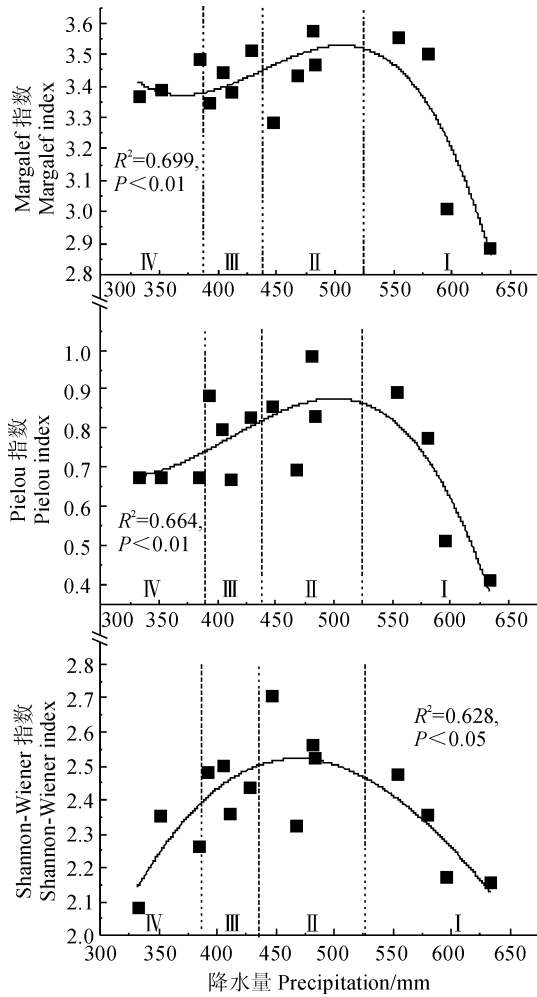 3.6
3.5
3.4
3.3
3.2
3.1
3.0
2.9
2.8
Margalef 指数
Margalef index
R²=0.699,
P＜0.01
Ⅳ Ⅲ Ⅱ Ⅰ
300 350 400 450 500 550 600 650
1.0
0.9
0.8
0.7
0.6
0.5
0.4
Pielou 指数
Pielou index
R²=0.664,
P＜0.01
Ⅳ Ⅲ Ⅱ Ⅰ
300 350 400 450 500 550 600 650
2.8
2.7
2.6
2.5
2.4
2.3
2.2
2.1
2.0
Shannon-Wiener 指数
Shannon-Wiener index
R²=0.628,
P＜0.05
Ⅳ Ⅲ Ⅱ Ⅰ
300 350 400 450 500 550 600 650
降水量 Precipitation/mm